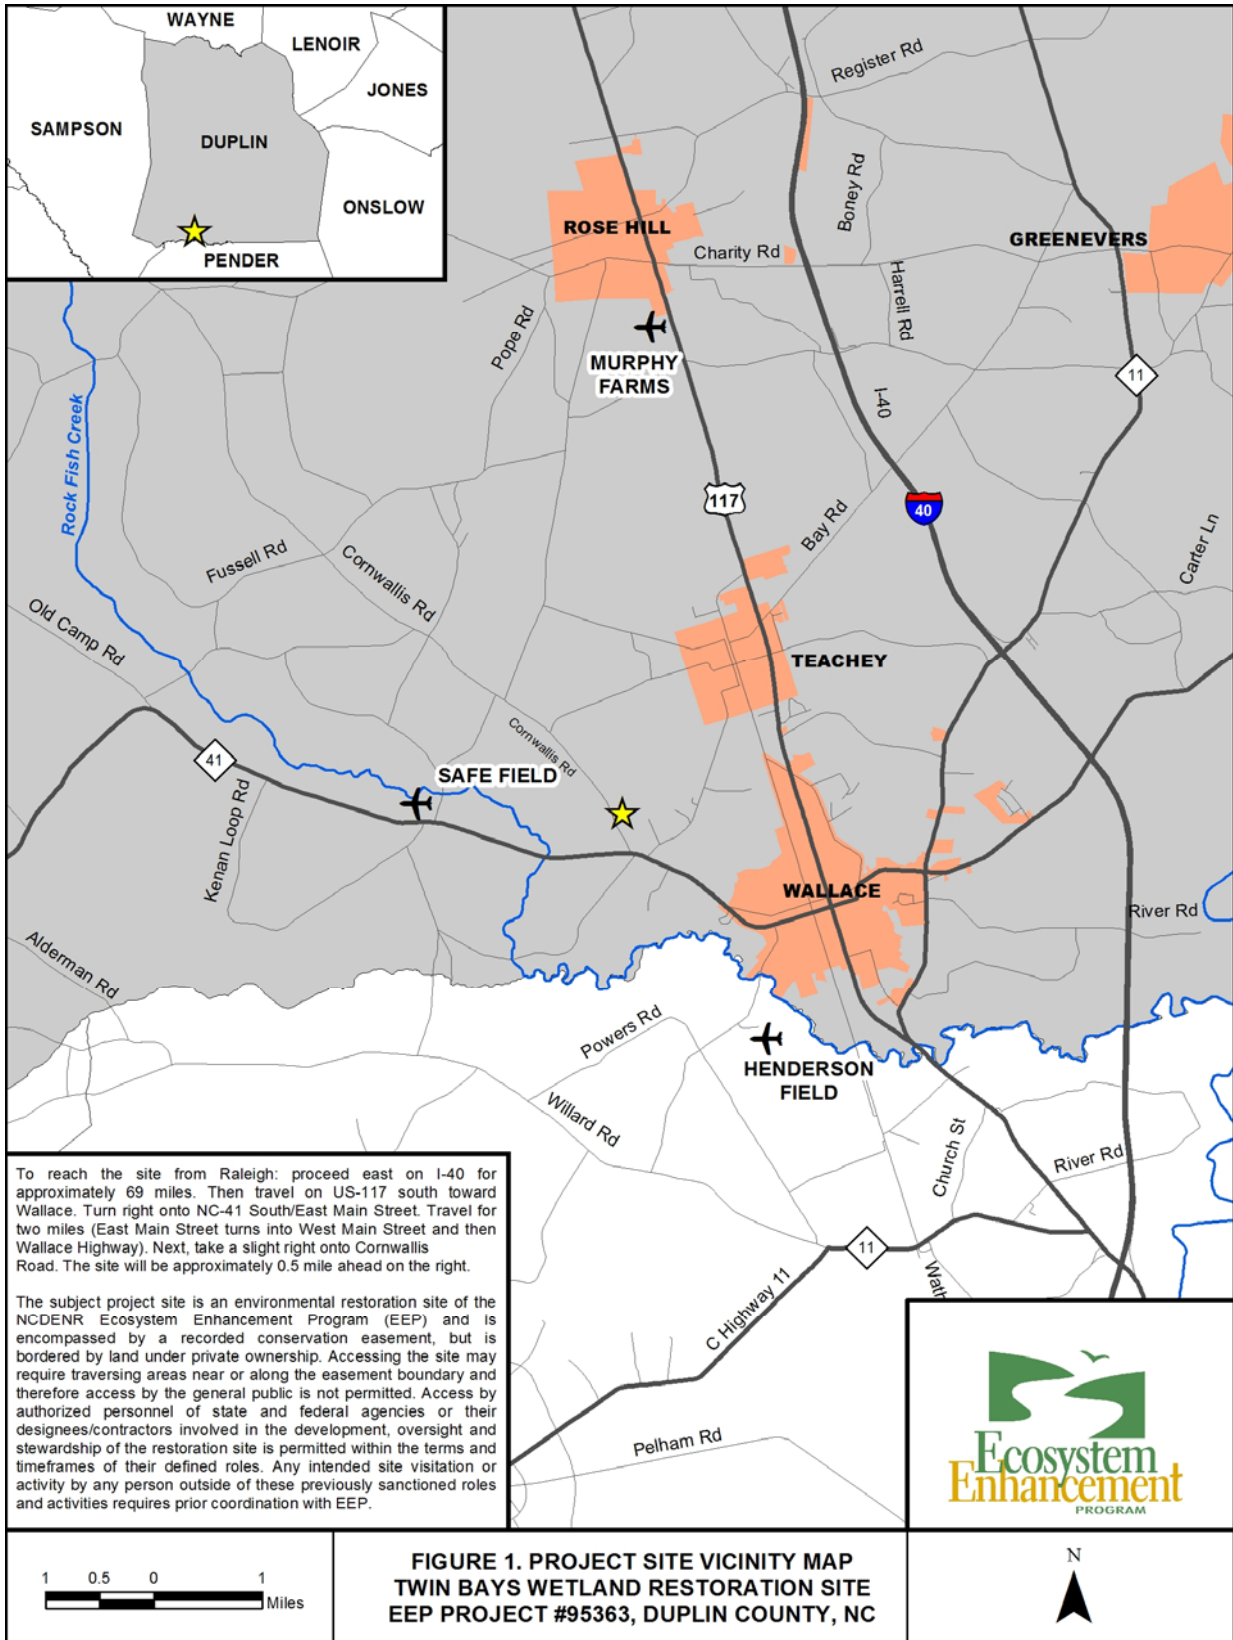 WAYNE
LENOIR
JONES
SAMPSON
DUPLIN
ONSLOW
PENDER
Register Rd
Boney Rd
ROSE HILL
GREENEVERS
Charity Rd
Harrell Rd
Pope Rd
MURPHY
FARMS
11
I-40
Rock Fish Creek
117
40
Bay Rd
Carter Ln
Fussell Rd
Cornwallis Rd
Old Camp Rd
TEACHEY
Cornwallis Rd
41
SAFE FIELD
Kenan Loop Rd
WALLACE
River Rd
Alderman Rd
Powers Rd
HENDERSON
FIELD
Willard Rd
Church St
River Rd
11
Wath
C Highway 11
Pelham Rd
To reach the site from Raleigh: proceed east on I-40 for
approximately 69 miles. Then travel on US-117 south toward
Wallace. Turn right onto NC-41 South/East Main Street. Travel for
two miles (East Main Street turns into West Main Street and then
Wallace Highway). Next, take a slight right onto Cornwallis
Road. The site will be approximately 0.5 mile ahead on the right.
The subject project site is an environmental restoration site of the
NCDENR Ecosystem Enhancement Program (EEP) and is
encompassed by a recorded conservation easement, but is
bordered by land under private ownership. Accessing the site may
require traversing areas near or along the easement boundary and
therefore access by the general public is not permitted. Access by
authorized personnel of state and federal agencies or their
designees/contractors involved in the development, oversight and
stewardship of the restoration site is permitted within the terms and
timeframes of their defined roles. Any intended site visitation or
activity by any person outside of these previously sanctioned roles
and activities requires prior coordination with EEP.
Ecosystem
Enhancement
PROGRAM
1 0.5 0 1
Miles
FIGURE 1. PROJECT SITE VICINITY MAP
TWIN BAYS WETLAND RESTORATION SITE
EEP PROJECT #95363, DUPLIN COUNTY, NC
N